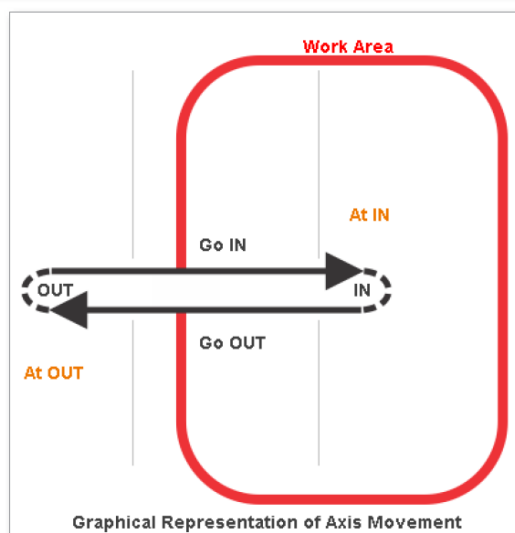 Work Area
At IN
Go IN
OUT
IN
Go OUT
At OUT
Graphical Representation of Axis Movement